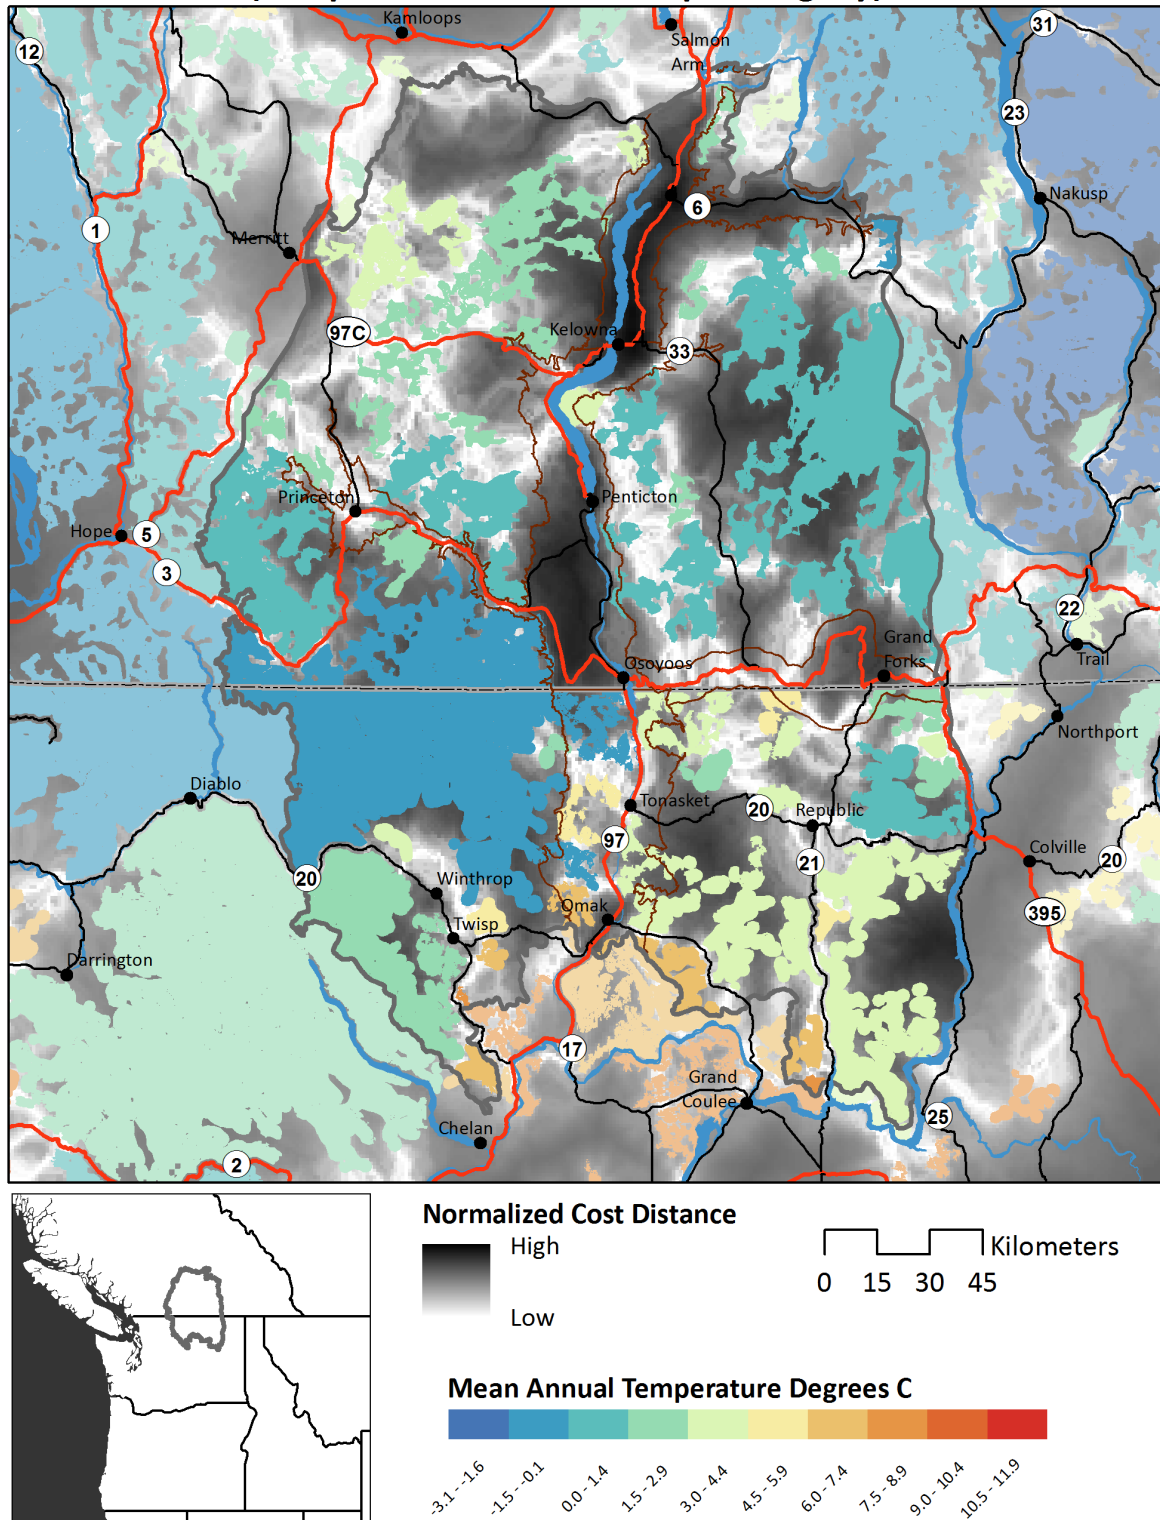 Kamloops
31
Salmon
Arm
12
23
Nakusp
6
1
Merritt
97C
Kelowna
33
Princeton
Penticton
Hope
5
3
22
Grand
Forks
Trail
Osoyoos
Northport
Diablo
Tonasket
20
Republic
97
21
Colville
20
20
Winthrop
395
Omak
Twisp
Darrington
17
Grand
Coulee
25
Chelan
2
Normalized Cost Distance
High
Low
Kilometers
0 15 30 45
Mean Annual Temperature Degrees C
-3.1 - -1.6
-1.5 - -0.1
0.0 - 1.4
1.5 - 2.9
3.0 - 4.4
4.5 - 5.9
6.0 - 7.4
7.5 - 8.9
9.0 - 10.4
10.5 - 11.9